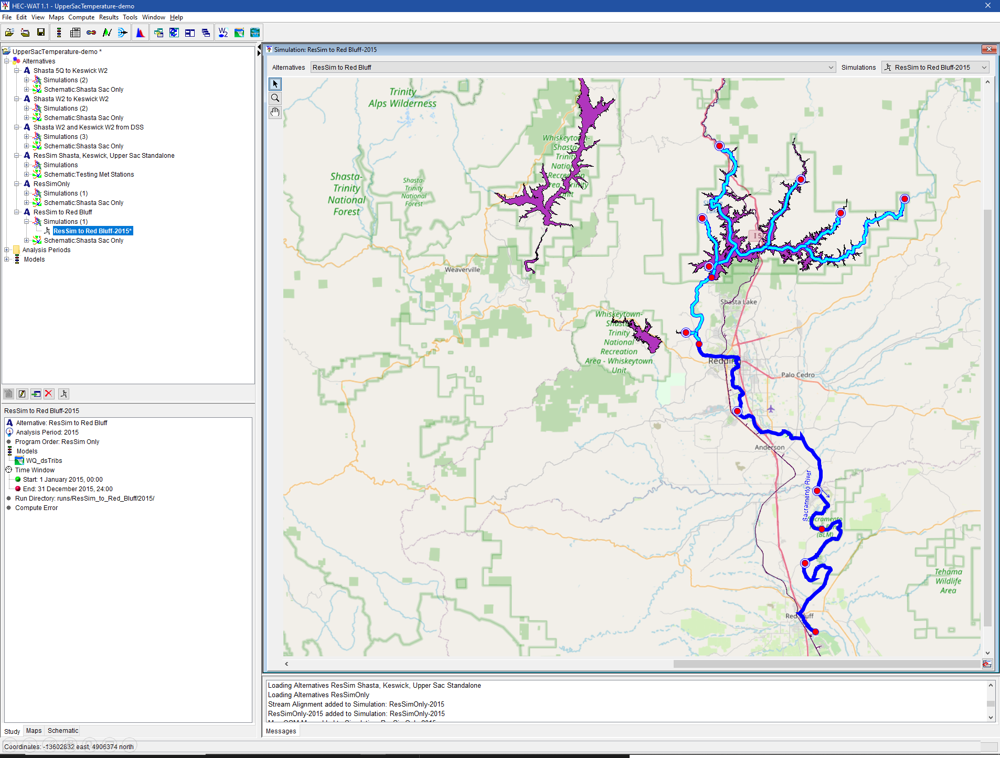 HEC-WAT 1.1 - UpperSacTemperature-demo
File Edit View Maps Compute Results Tools Window Help
UpperSacTemperature-demo *
Alternatives
Shasta 5Q to Keswick W2
Simulations (2)
Schematic:Shasta Sac Only
Shasta W2 to Keswick W2
Simulations (2)
Schematic:Shasta Sac Only
Shasta W2 and Keswick W2 from DSS
Simulations (3)
Schematic:Shasta Sac Only
ResSim Shasta, Keswick, Upper Sac Standalone
Simulations
Schematic:Testing Met Stations
ResSimOnly
Simulations (1)
Schematic:Shasta Sac Only
ResSim to Red Bluff
Simulations (1)
ResSim to Red Bluff-2015*
Schematic:Shasta Sac Only
Analysis Periods
Models
ResSim to Red Bluff-2015
Alternative: ResSim to Red Bluff
Analysis Period: 2015
Program Order: ResSim Only
Models
WQ_dsTribs
Time Window
Start: 1 January 2015, 00:00
End: 31 December 2015, 24:00
Run Directory: runs/ResSim_to_Red_Bluff/2015/
Compute Error
Study Maps Schematic
Coordinates: -13602832 east, 4906374 north
Simulation: ResSim to Red Bluff-2015
Alternatives ResSim to Red Bluff Simulations ResSim to Red Bluff-2015
Trinity
Alps Wilderness
Whiskeytown-
Shasta-
Trinity
National
Recreation
Area - Trinity
Unit
Shasta-
Trinity
National
Forest
Shasta-
Trinity
National
Forest
I 5
Weaverville
Shasta Lake
Whiskeytown-
Shasta-
Trinity
National
Recreation
Area - Whiskeytown
Unit
Redding
Palo Cedro
Anderson
Sacramento River
Sacramento
(BLM)
Tehama
Wildlife
Area
Red Bluff
Loading Alternatives ResSim Shasta, Keswick, Upper Sac Standalone
Loading Alternatives ResSimOnly
Stream Alignment added to Simulation: ResSimOnly-2015
ResSimOnly-2015 added to Simulation: ResSimOnly-2015
Messages